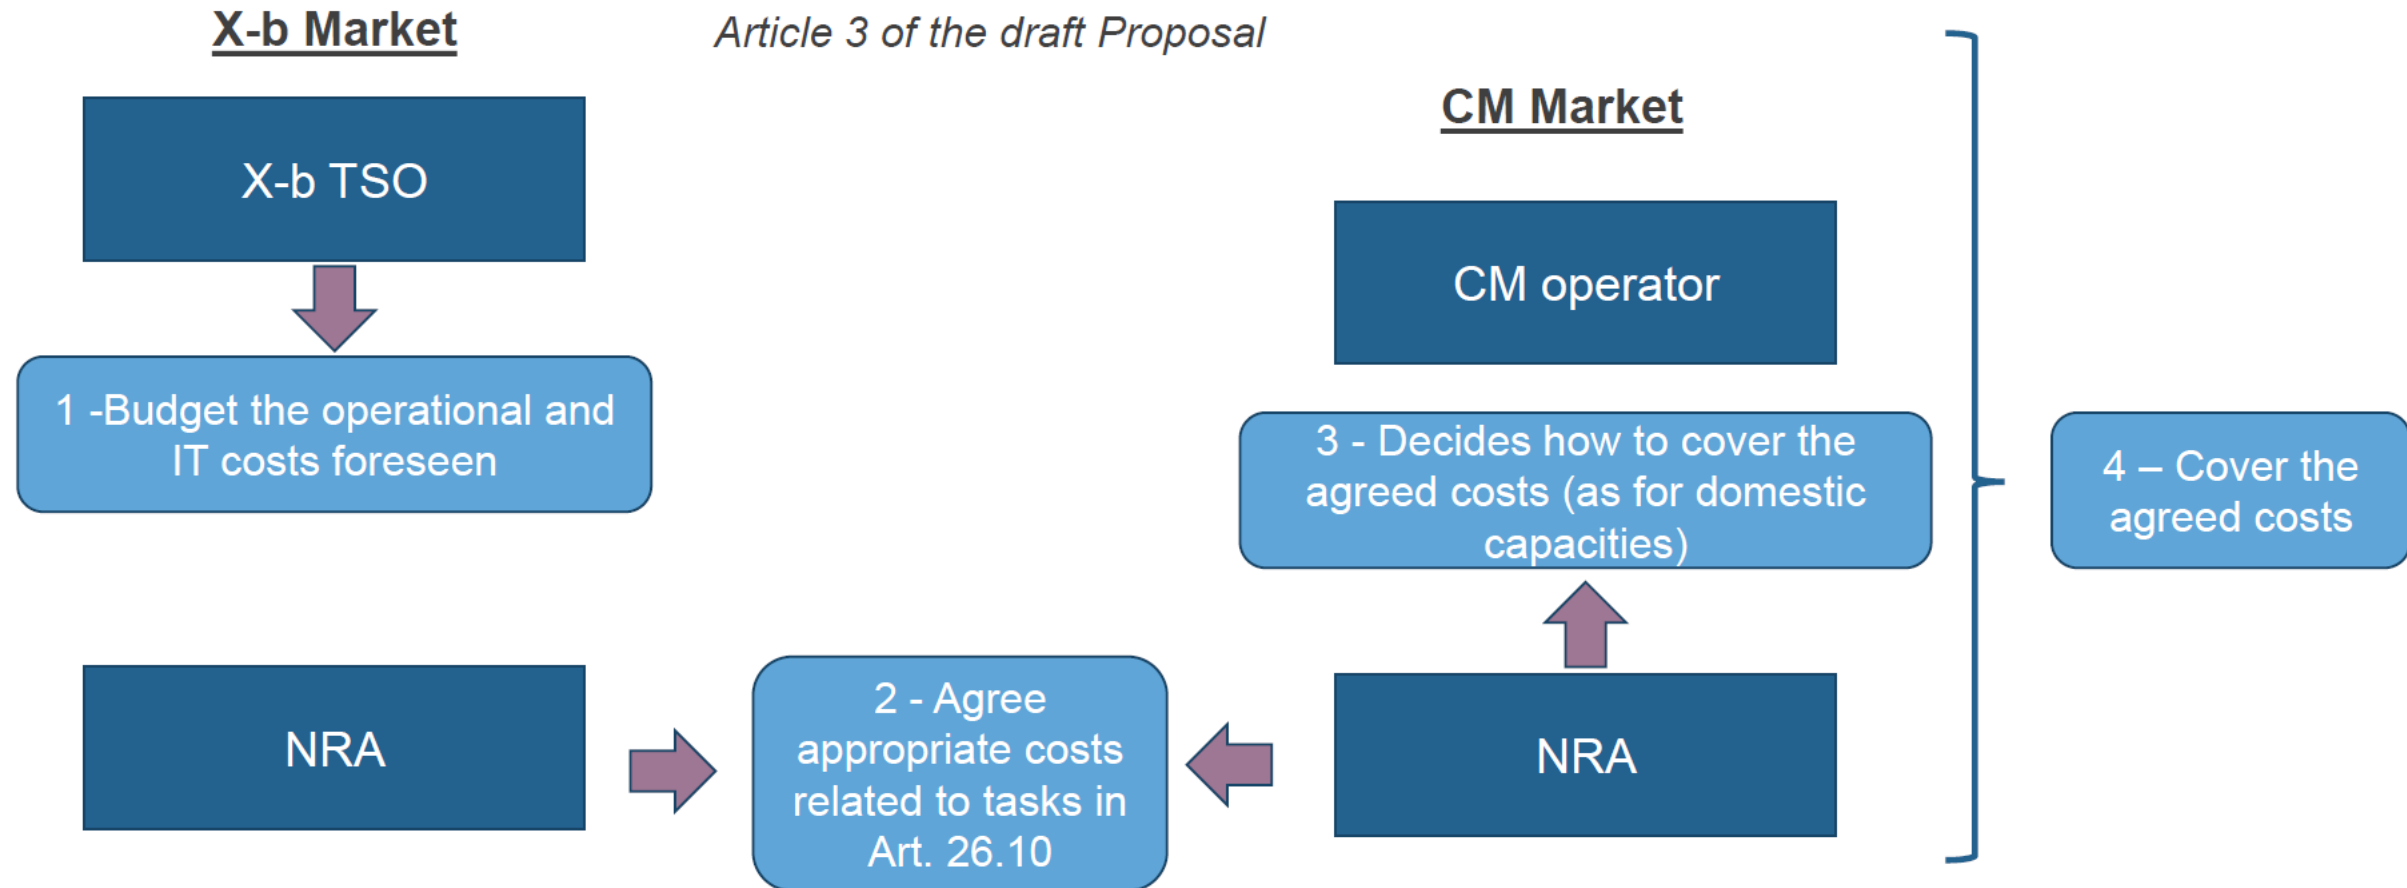 X-b Market
Article 3 of the draft Proposal
CM Market
X-b TSO
CM operator
1 -Budget the operational and
IT costs foreseen
3 - Decides how to cover the
agreed costs (as for domestic
capacities)
4 – Cover the
agreed costs
NRA
2 - Agree
appropriate costs
related to tasks in
Art. 26.10
NRA